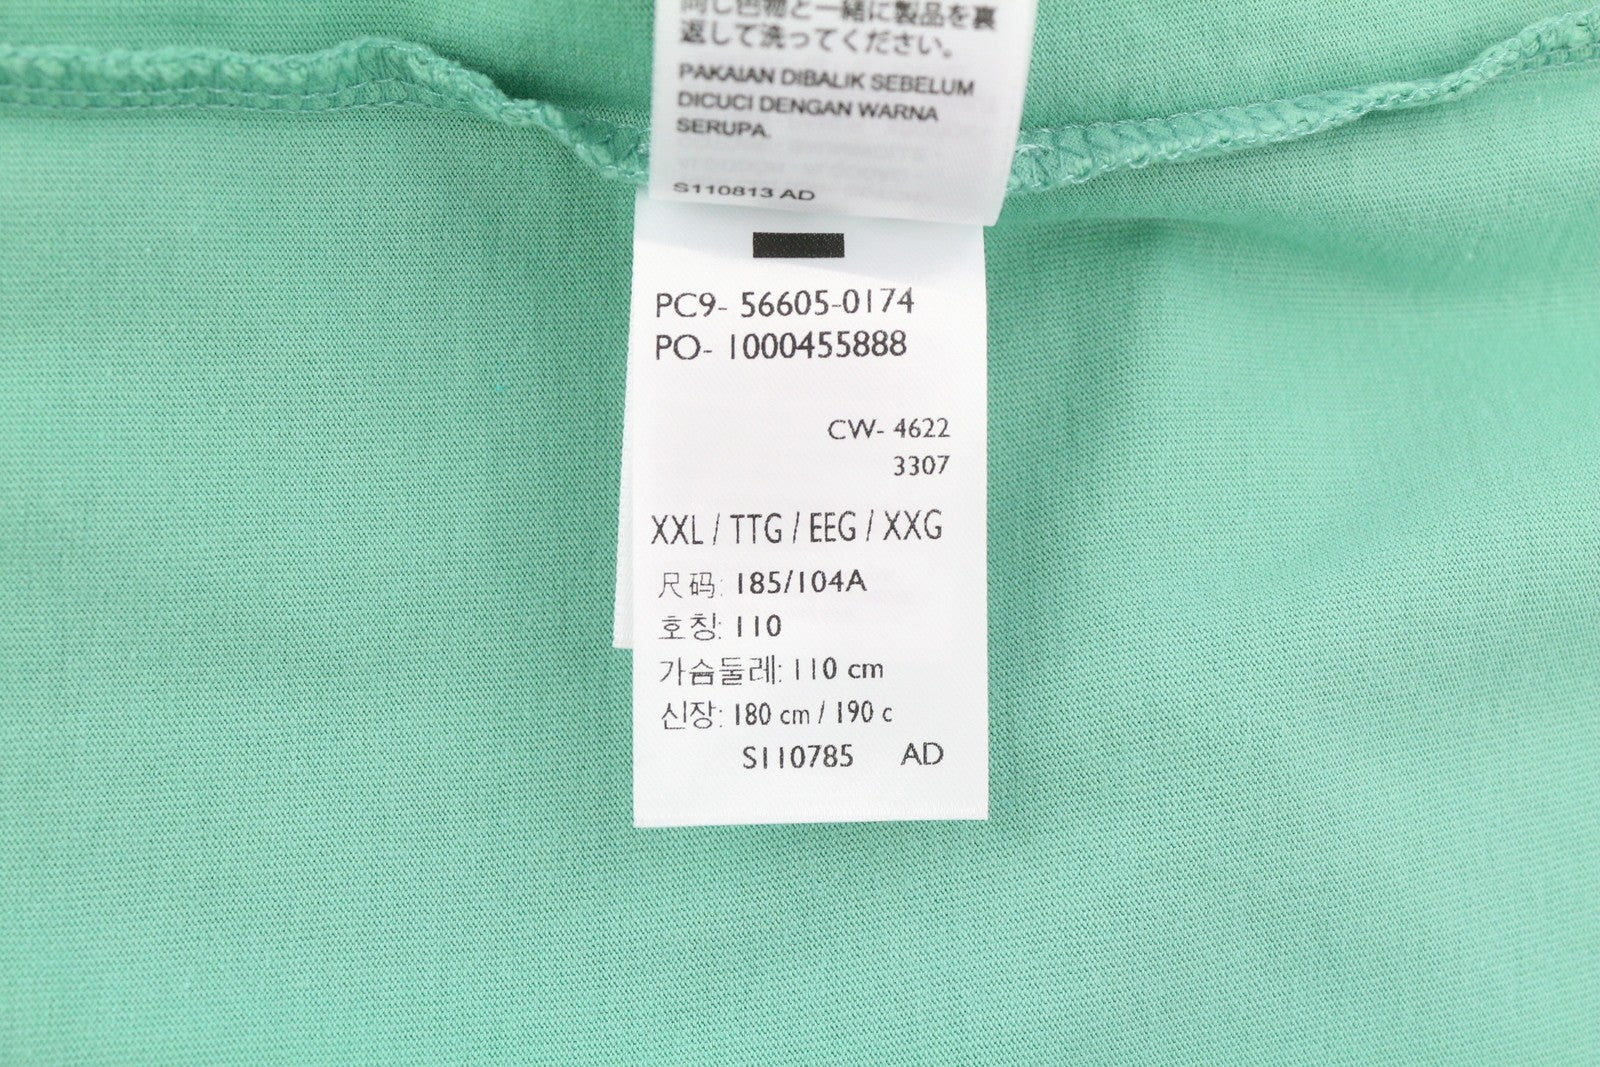 同じ色物と一緒に製品を裏
返して洗ってください。
PAKAIAN DIBALIK SEBELUM
DICUCI DENGAN WARNA
SERUPA.
S110813 AD
PC9- 56605-0174
PO- 1000455888
CW- 4622
3307
XXL / TTG / EEG / XXG
尺码: 185/104A
호칭: 110
가슴둘레: 110 cm
신장: 180 cm / 190 c
S110785 AD